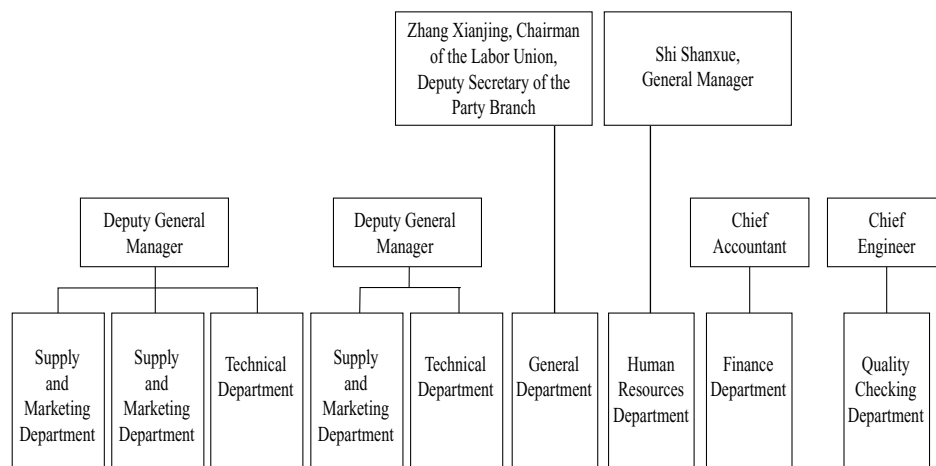 Zhang Xianjing, Chairman
of the Labor Union,
Deputy Secretary of the
Party Branch
Shi Shanxue,
General Manager
Deputy General
Manager
Deputy General
Manager
Chief
Accountant
Chief
Engineer
Supply
and
Marketing
Department
Supply
and
Marketing
Department
Technical
Department
Supply
and
Marketing
Department
Technical
Department
General
Department
Human
Resources
Department
Finance
Department
Quality
Checking
Department